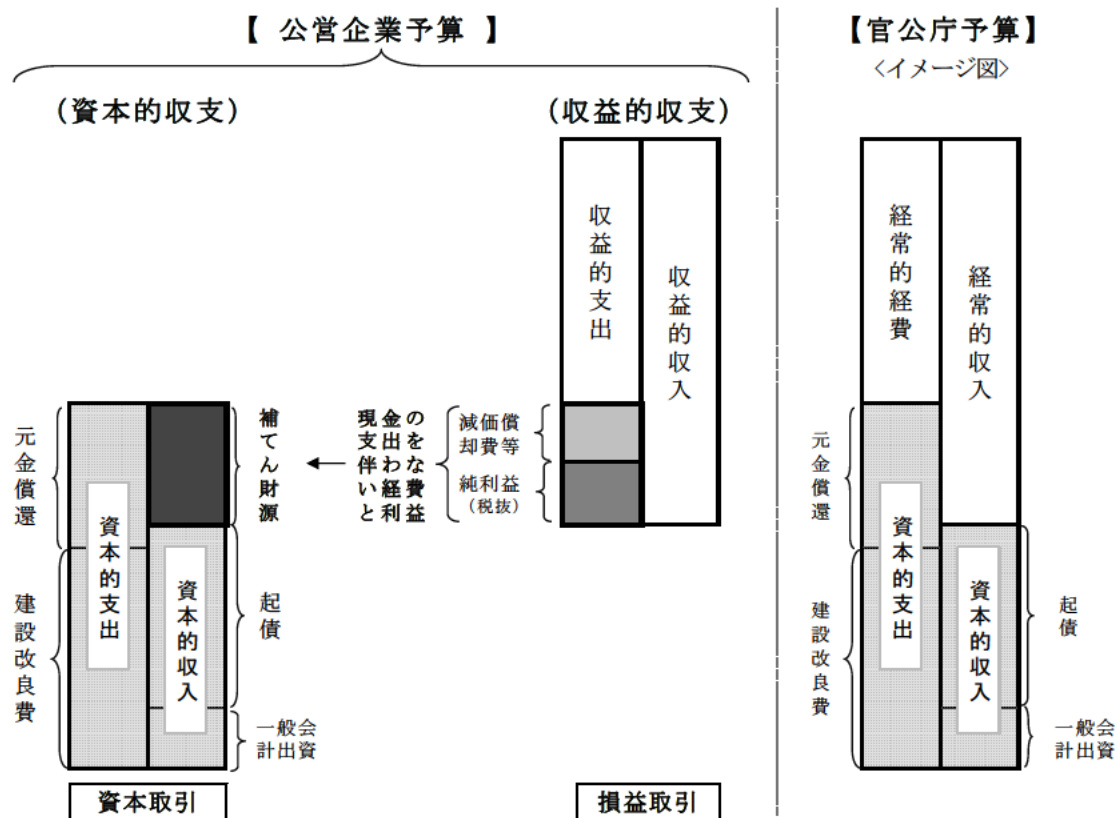 【 公営企業予算 】
(資本的収支)
(収益的収支)
収益的支出
収益的収入
減価償
却費等
純利益
(税抜)
現金の
支出を
伴わな
い経費
と利益
補てん財源
元金償還
建設改良費
資本的支出
資本的収入
起債
一般会
計出資
資本取引
損益取引
【官公庁予算】
<イメージ図>
経常的経費
経常的収入
元金償還
建設改良費
資本的支出
資本的収入
起債
一般会
計出資